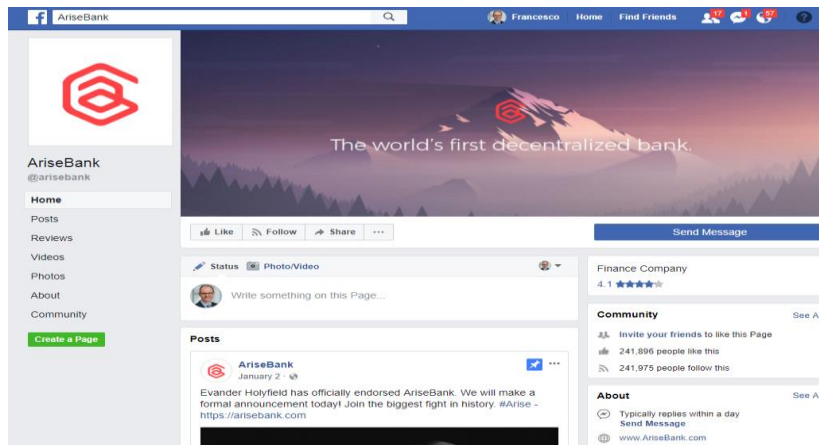 AriseBank
Francesco Home Find Friends 17 1 57 ?
The world's first decentralized bank.
AriseBank
@arisebank
Home
Posts
Reviews
Videos
Photos
About
Community
Create a Page
Like Follow Share ...
Send Message
Status Photo/Video
Write something on this Page...
Posts
AriseBank
January 2 ·
Evander Holyfield has officially endorsed AriseBank. We will make a
formal announcement today! Join the biggest fight in history. #Arise -
https://arisebank.com
Finance Company
4.1
Community See A
Invite your friends to like this Page
241,896 people like this
241,975 people follow this
About See A
Typically replies within a day
Send Message
www.AriseBank.com